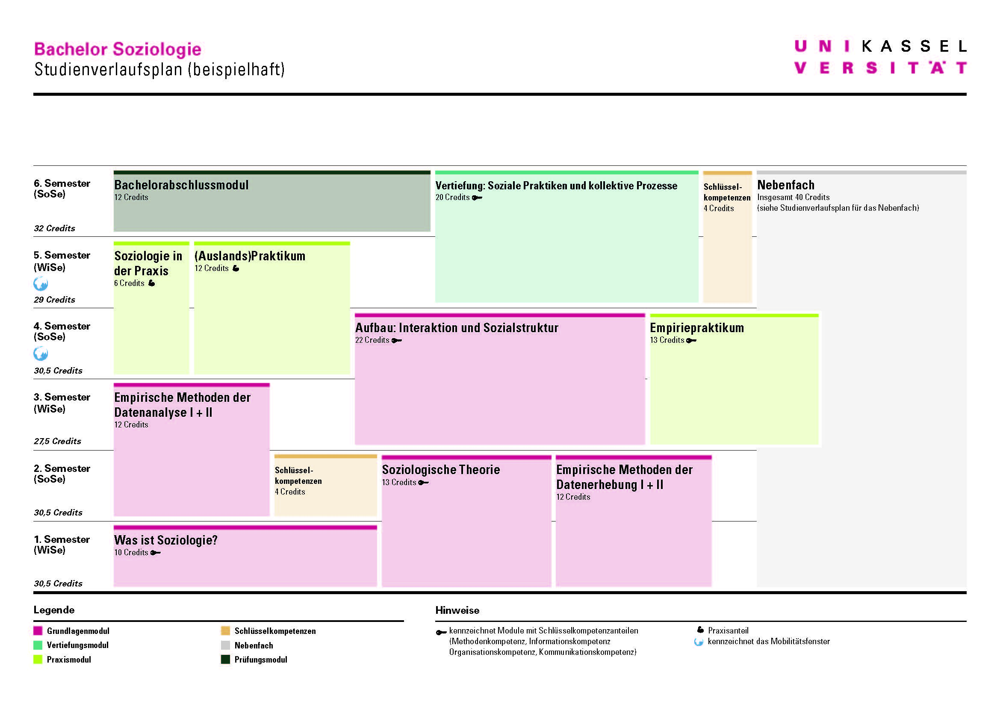 Bachelor Soziologie
Studienverlaufsplan (beispielhaft)
UNIKASSEL
VERSITÄT
6. Semester
(SoSe)
32 Credits
Bachelorabschlussmodul
12 Credits
Vertiefung: Soziale Praktiken und kollektive Prozesse
20 Credits
Schlüssel-
kompetenzen
4 Credits
Nebenfach
Insgesamt 40 Credits
(siehe Studienverlaufsplan für das Nebenfach)
5. Semester
(WiSe)
29 Credits
Soziologie in
der Praxis
6 Credits
(Auslands)Praktikum
12 Credits
4. Semester
(SoSe)
30,5 Credits
Aufbau: Interaktion und Sozialstruktur
22 Credits
Empiriepraktikum
13 Credits
3. Semester
(WiSe)
27,5 Credits
Empirische Methoden der
Datenanalyse I + II
12 Credits
2. Semester
(SoSe)
30,5 Credits
Schlüssel-
kompetenzen
4 Credits
Soziologische Theorie
13 Credits
Empirische Methoden der
Datenerhebung I + II
12 Credits
1. Semester
(WiSe)
30,5 Credits
Was ist Soziologie?
10 Credits
Legende
Grundlagenmodul
Vertiefungsmodul
Praxismodul
Schlüsselkompetenzen
Nebenfach
Prüfungsmodul
Hinweise
kennzeichnet Module mit Schlüsselkompetenzanteilen
(Methodenkompetenz, Informationskompetenz
Organisationskompetenz, Kommunikationskompetenz)
Praxisanteil
kennzeichnet das Mobilitätsfenster